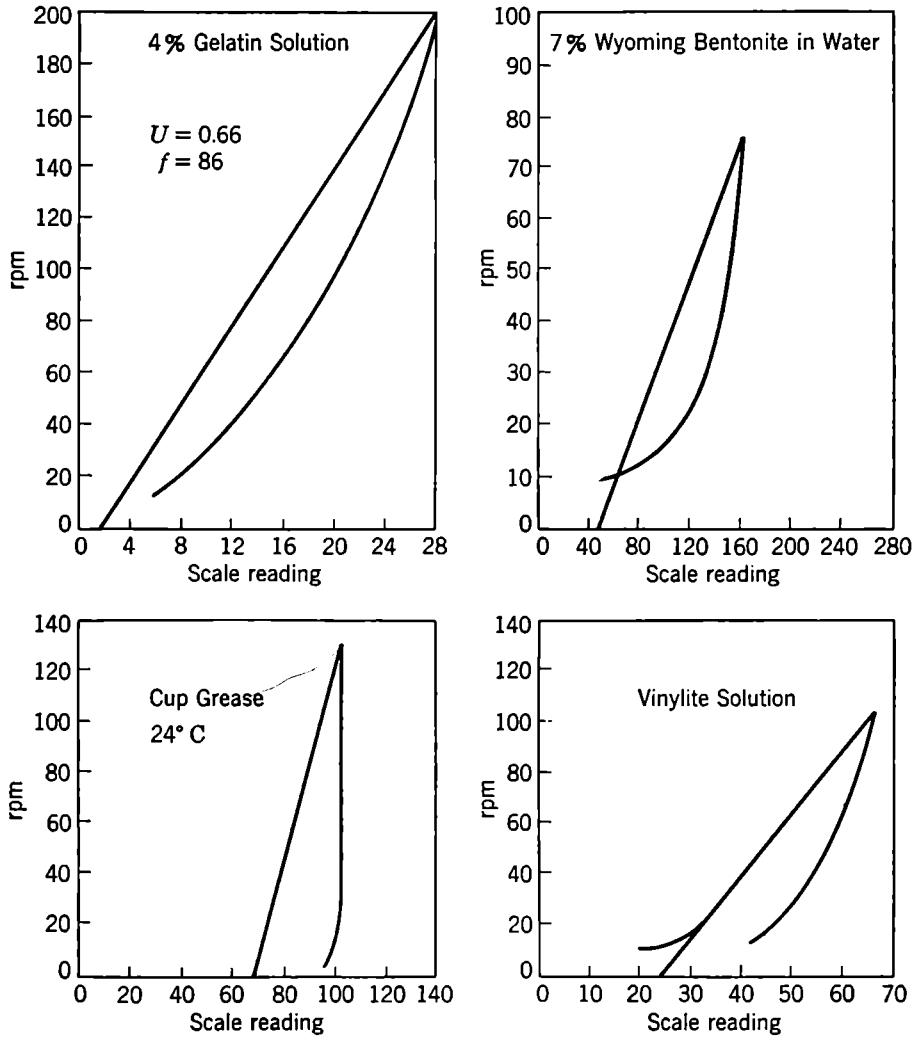 4% Gelatin Solution
U = 0.66
f = 86
200
180
160
140
120
100
80
60
40
20
0
rpm
0 4 8 12 16 20 24 28
Scale reading
7% Wyoming Bentonite in Water
100
90
80
70
60
50
40
30
20
10
0
rpm
0 40 80 120 160 200 240 280
Scale reading
Cup Grease
24° C
140
120
100
80
60
40
20
0
rpm
0 20 40 60 80 100 120 140
Scale reading
Vinylite Solution
140
120
100
80
60
40
20
0
rpm
0 10 20 30 40 50 60 70
Scale reading